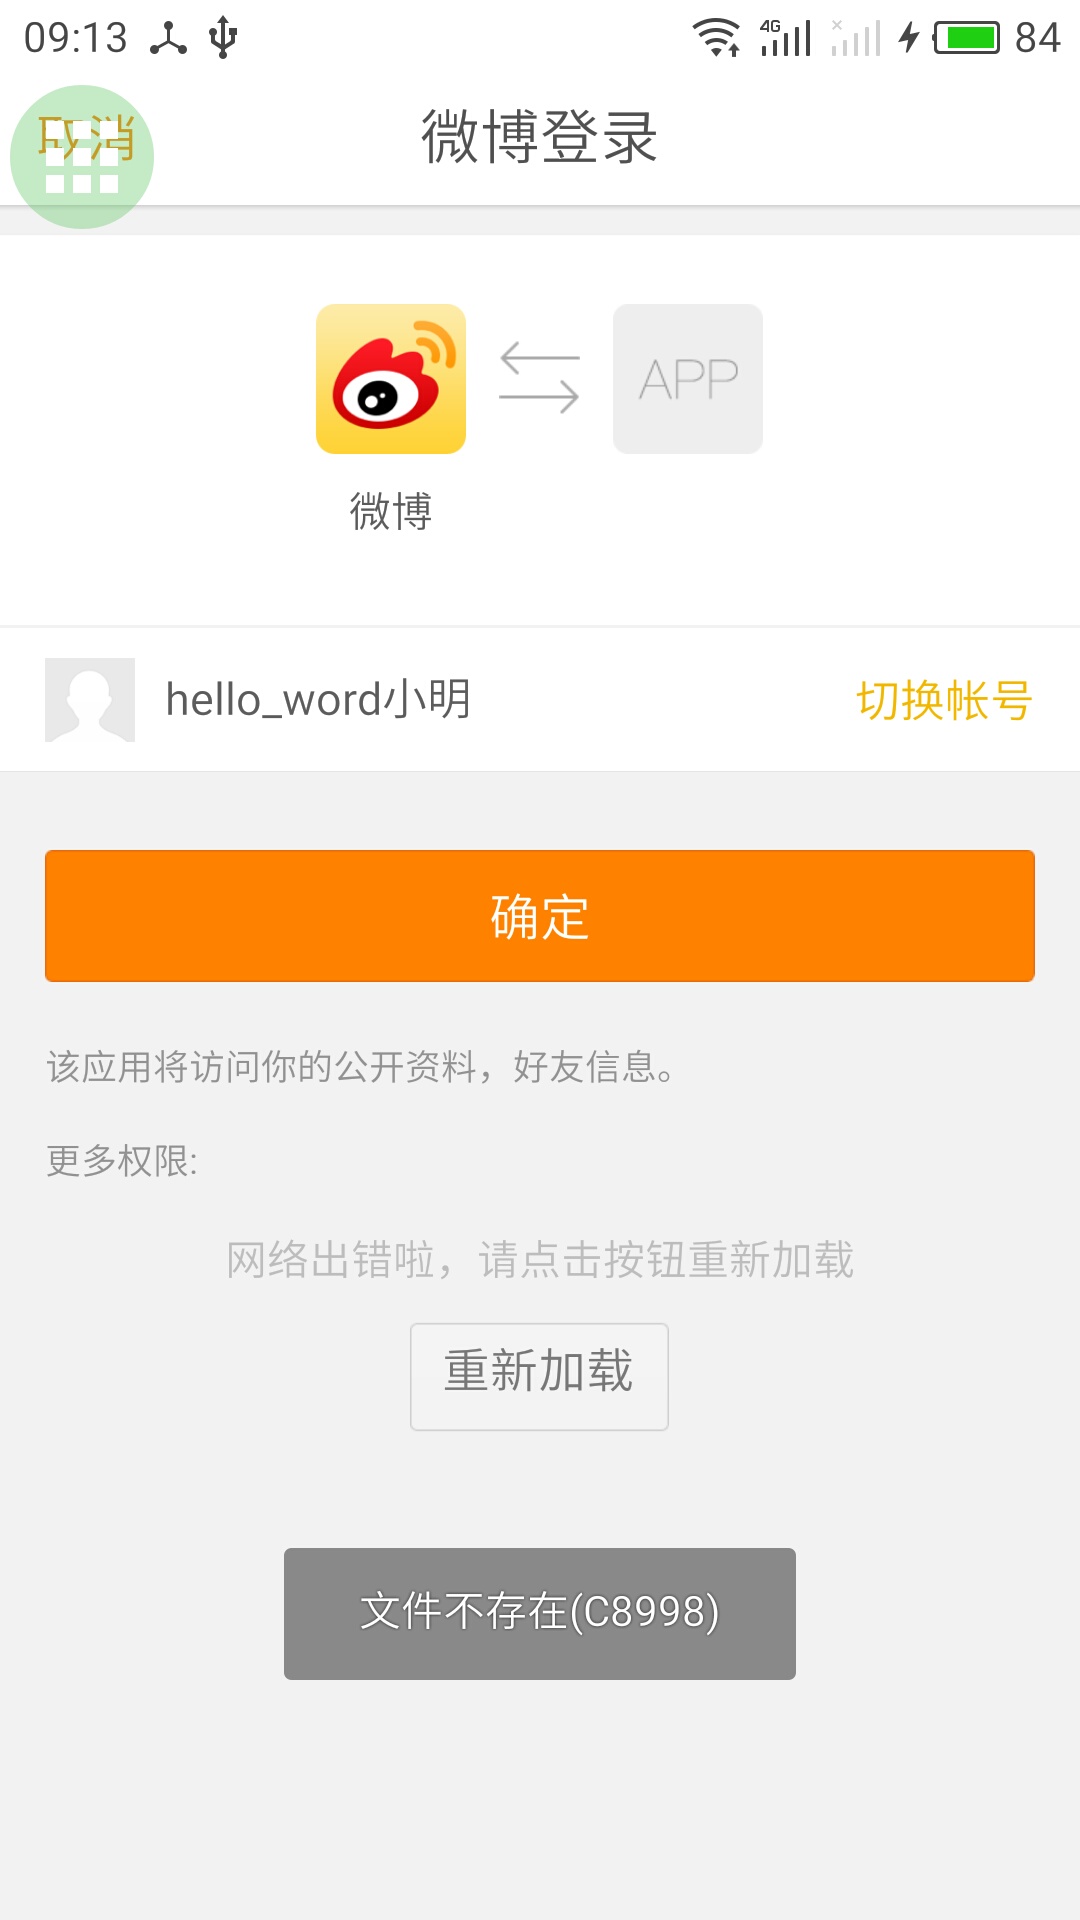 09:13
4G
84
取消
微博登录
APP
微博
hello_word小明
切换帐号
确定
该应用将访问你的公开资料，好友信息。
更多权限:
网络出错啦，请点击按钮重新加载
重新加载
文件不存在(C8998)